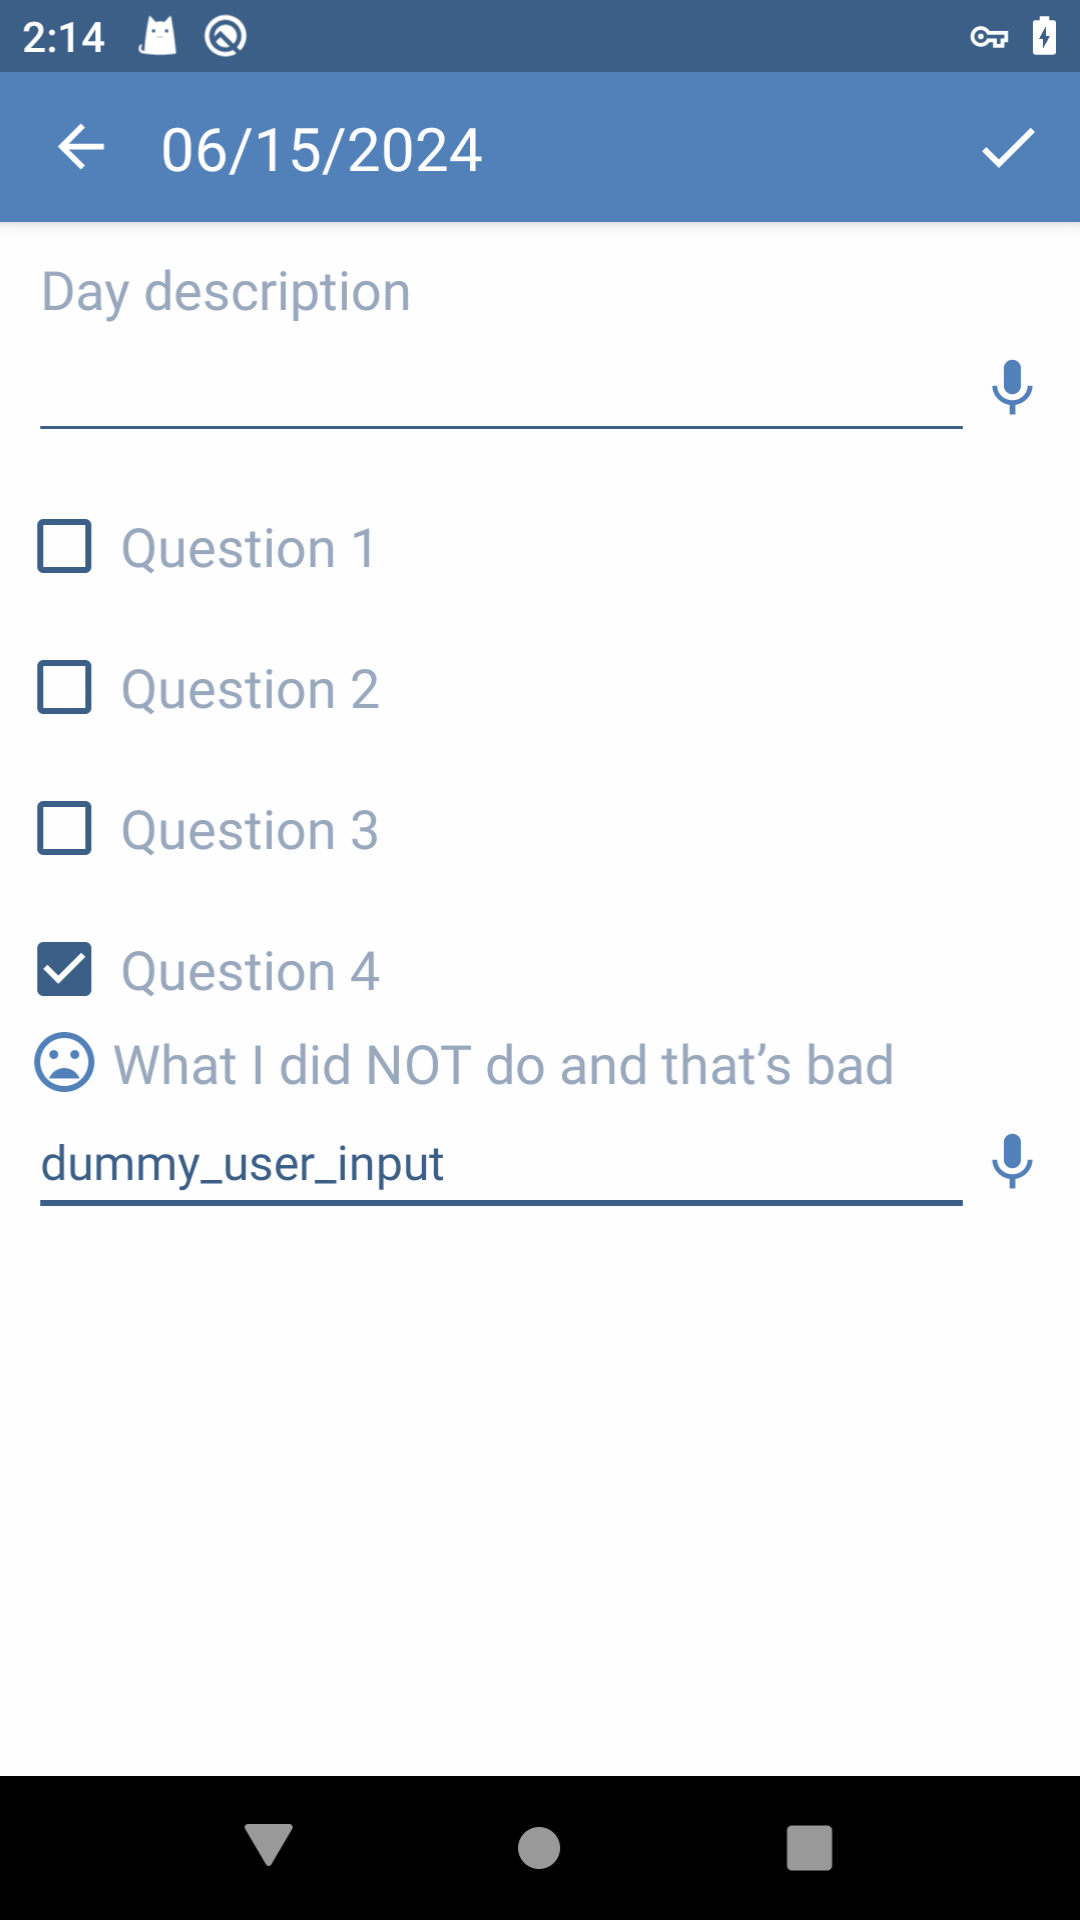 2:14
06/15/2024
Day description
Question 1
Question 2
Question 3
Question 4
What I did NOT do and that’s bad
dummy_user_input